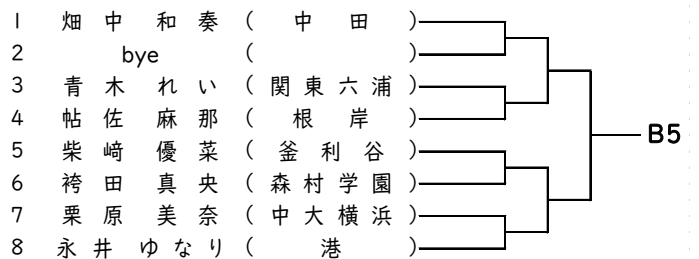 1 畑中 和奏 ( 中田 )
2 bye ( )
3 青木 れい ( 関東六浦 )
4 帖佐 麻那 ( 根岸 )
5 柴﨑 優菜 ( 釜利谷 )
B5
6 袴田 真央 ( 森村学園 )
7 栗原 美奈 ( 中大横浜 )
8 永井 ゆなり ( 港 )